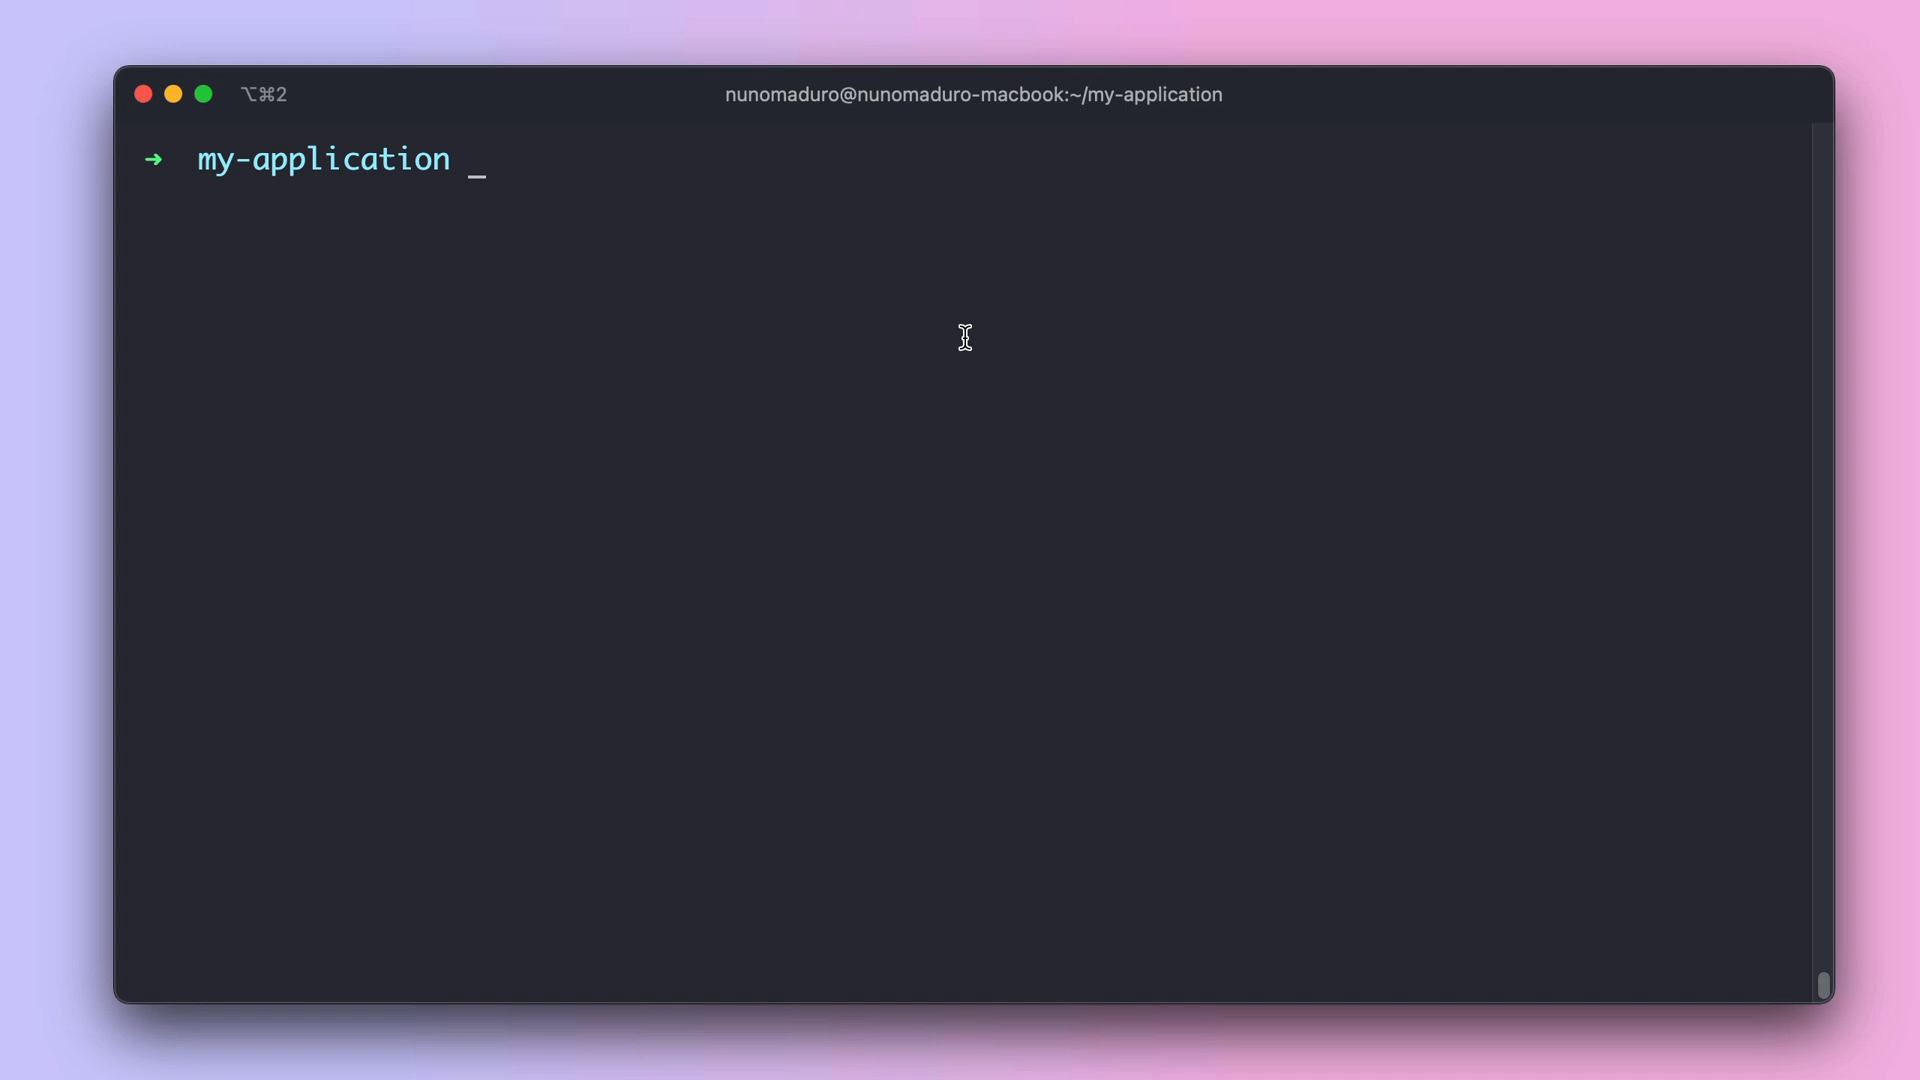 ⌥⌘2
nunomaduro@nunomaduro-macbook:~/my-application
➜ my-application _